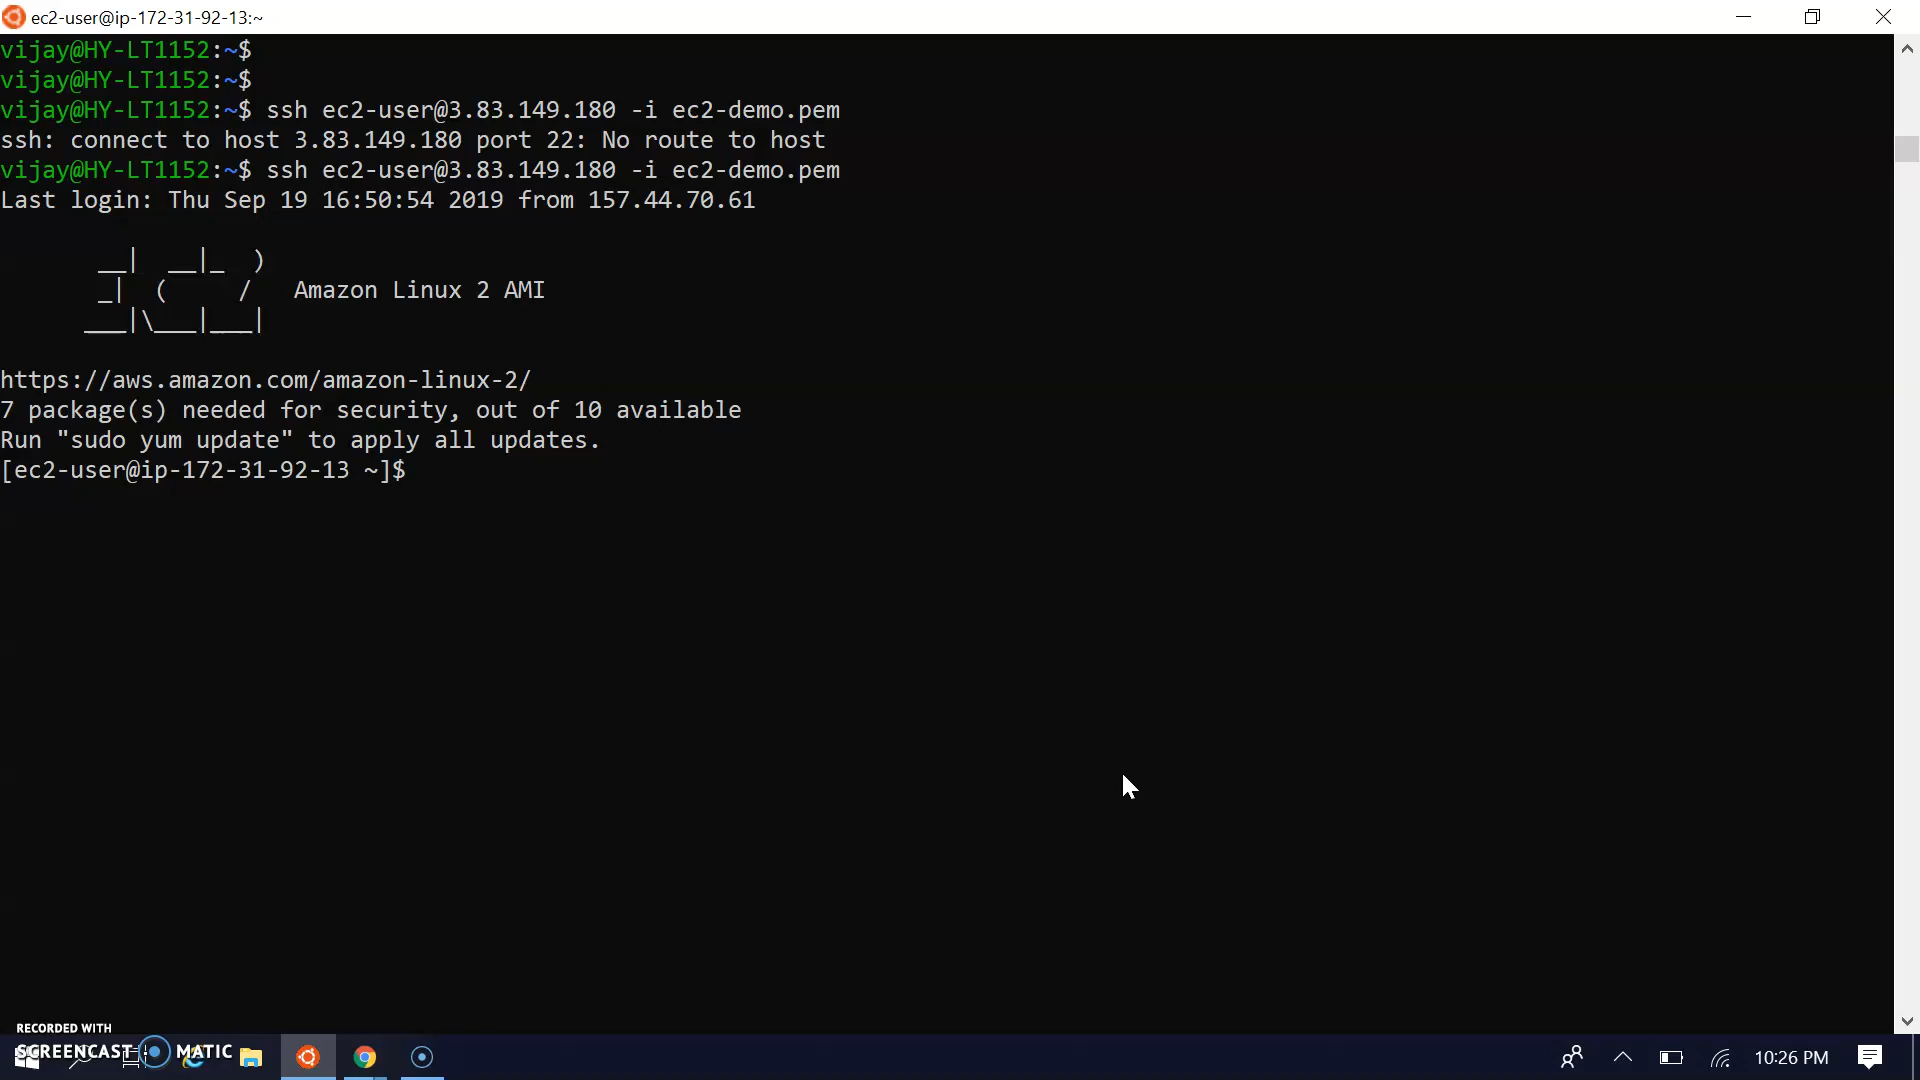 ec2-user@ip-172-31-92-13:~
vijay@HY-LT1152:~$
vijay@HY-LT1152:~$
vijay@HY-LT1152:~$ ssh ec2-user@3.83.149.180 -i ec2-demo.pem
ssh: connect to host 3.83.149.180 port 22: No route to host
vijay@HY-LT1152:~$ ssh ec2-user@3.83.149.180 -i ec2-demo.pem
Last login: Thu Sep 19 16:50:54 2019 from 157.44.70.61
       __|  __|_  )
       _|  (     /   Amazon Linux 2 AMI
      ___|\___|___|
https://aws.amazon.com/amazon-linux-2/
7 package(s) needed for security, out of 10 available
Run "sudo yum update" to apply all updates.
[ec2-user@ip-172-31-92-13 ~]$
RECORDED WITH
SCREENCAST-O-MATIC
10:26 PM